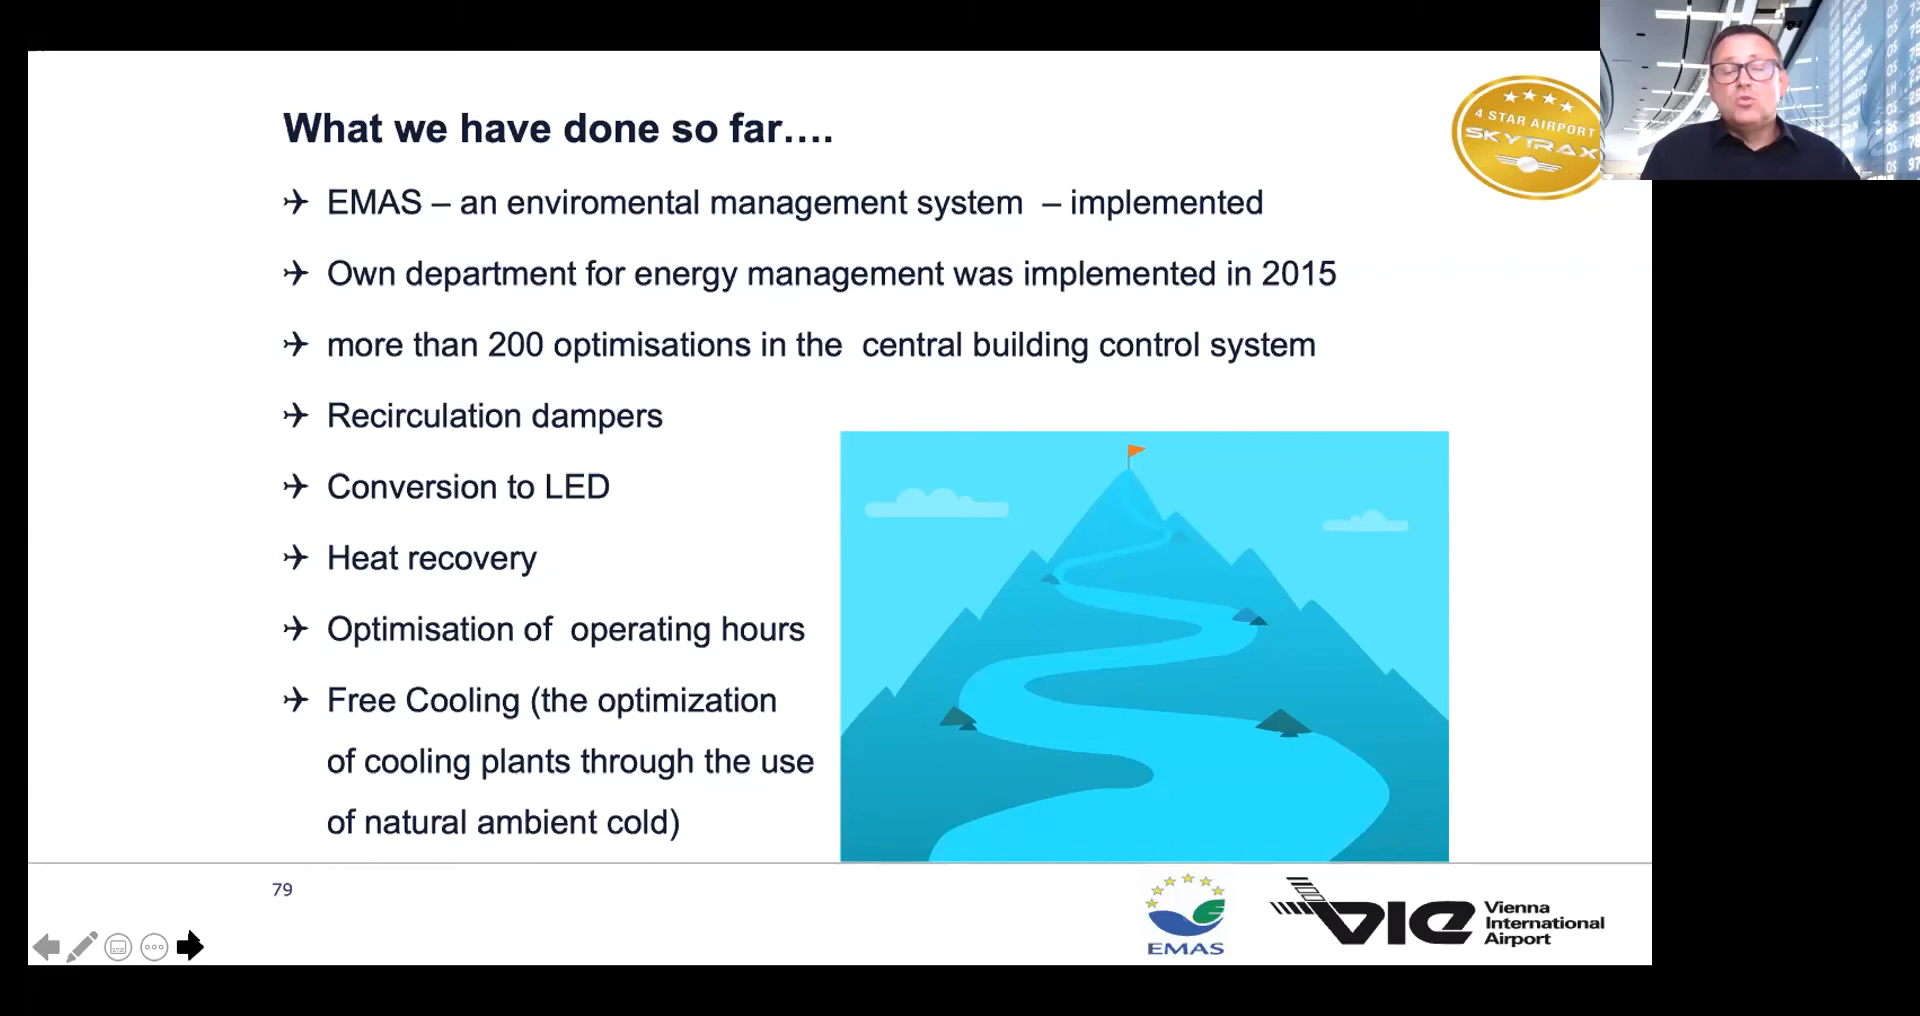 What we have done so far....
EMAS – an enviromental management system – implemented
Own department for energy management was implemented in 2015
more than 200 optimisations in the central building control system
Recirculation dampers
Conversion to LED
Heat recovery
Optimisation of operating hours
Free Cooling (the optimization
of cooling plants through the use
of natural ambient cold)
4 STAR AIRPORT
SKYTRAX
79
EMAS
VIE
Vienna
International
Airport